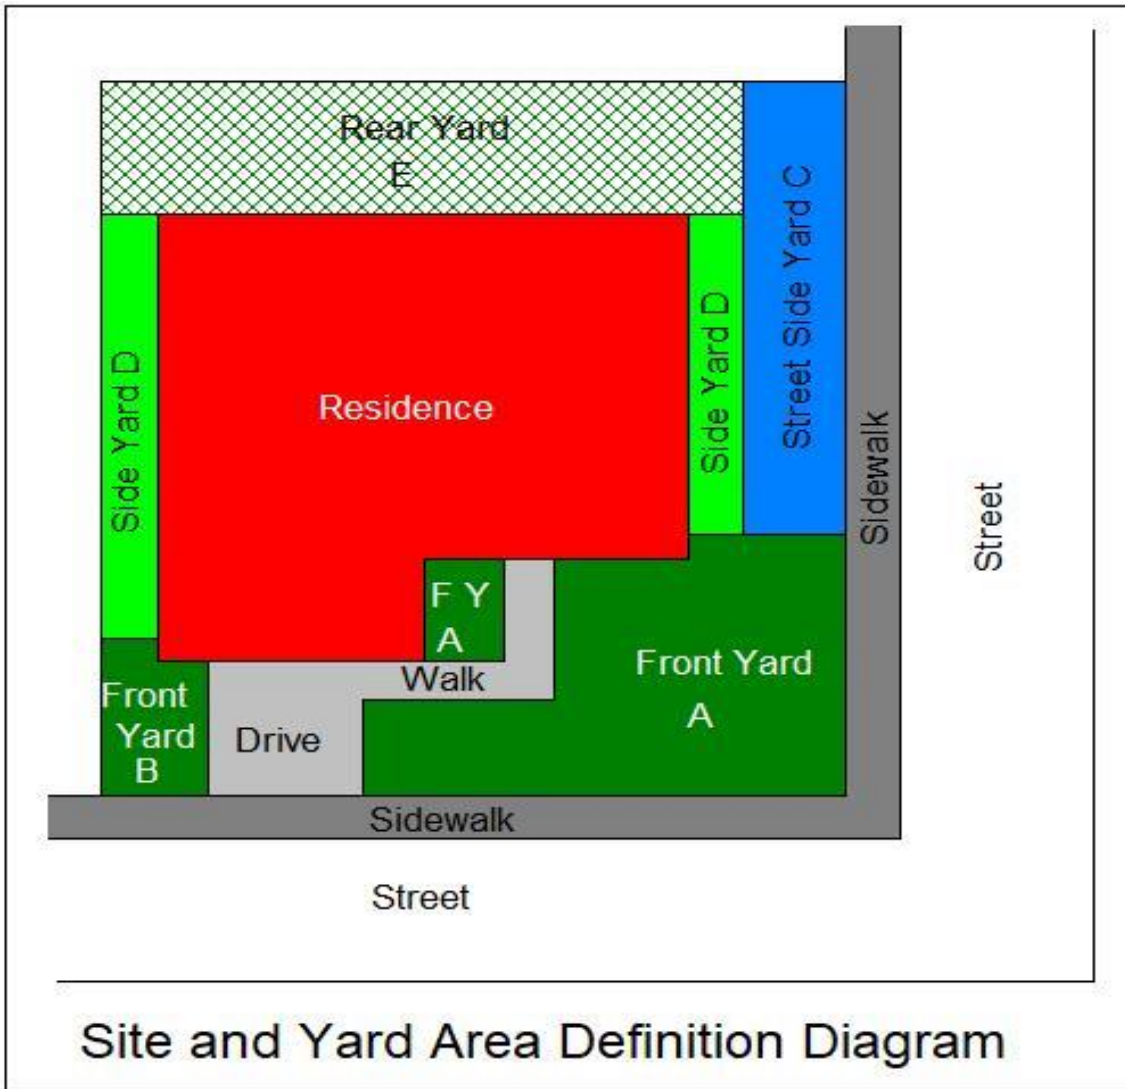 Rear Yard
E
Side Yard D
Residence
Side Yard D
Street Side Yard C
Sidewalk
Street
F Y
A
Walk
Front Yard
A
Front
Yard
B
Drive
Sidewalk
Street
Site and Yard Area Definition Diagram